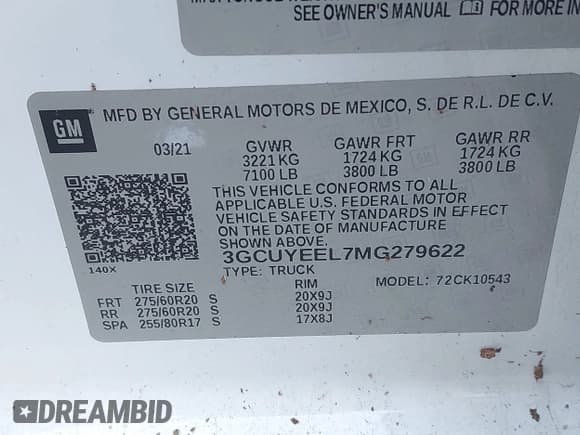 SEE OWNER'S MANUAL FOR MORE IN
GM
MFD BY GENERAL MOTORS DE MEXICO, S. DE R.L. DE C.V.
03/21 GVWR GAWR FRT GAWR RR
3221 KG 1724 KG 1724 KG
7100 LB 3800 LB 3800 LB
THIS VEHICLE CONFORMS TO ALL
APPLICABLE U.S. FEDERAL MOTOR
VEHICLE SAFETY STANDARDS IN EFFECT
ON THE DATE OF MANUFACTURE
SHOWN ABOVE.
3GCUYEEL7MG279622
140X TYPE: TRUCK MODEL: 72CK10543
TIRE SIZE RIM
FRT 275/60R20 S 20X9J
RR 275/60R20 S 20X9J
SPA 255/80R17 S 17X8J
DREAMBID